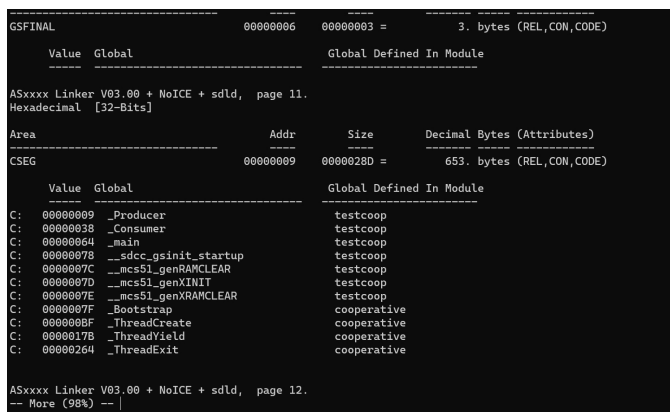 GSFINAL 00000006 00000003 = 3. bytes (REL,CON,CODE)
Value Global Global Defined In Module
ASxxxx Linker V03.00 + NoICE + sdld, page 11.
Hexadecimal [32-Bits]
Area Addr Size Decimal Bytes (Attributes)
CSEG 00000009 0000028D = 653. bytes (REL,CON,CODE)
Value Global Global Defined In Module
C: 00000009 _Producer testcoop
C: 00000038 _Consumer testcoop
C: 00000064 _main testcoop
C: 00000078 __sdcc_gsinit_startup testcoop
C: 0000007C __mcs51_genRAMCLEAR testcoop
C: 0000007D __mcs51_genXINIT testcoop
C: 0000007E __mcs51_genXRAMCLEAR testcoop
C: 0000007F _Bootstrap cooperative
C: 000000BF _ThreadCreate cooperative
C: 0000017B _ThreadYield cooperative
C: 00000264 _ThreadExit cooperative
ASxxxx Linker V03.00 + NoICE + sdld, page 12.
-- More (98%) --